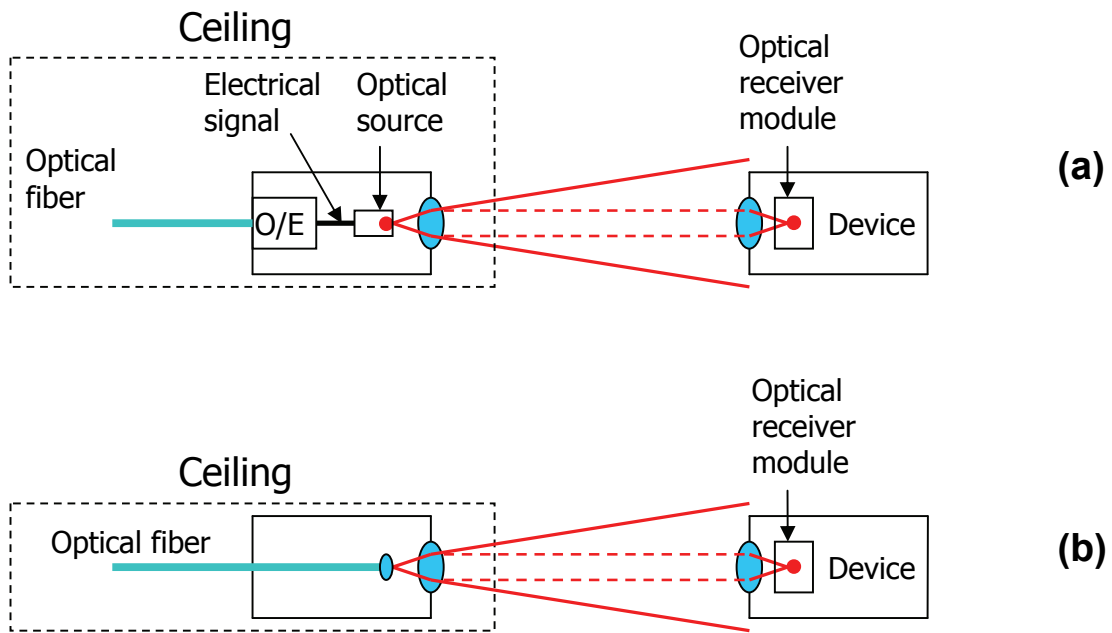 Ceiling
Electrical
signal
Optical
source
Optical
receiver
module
Optical
fiber
O/E
Device
(a)
Optical
receiver
module
Ceiling
Optical fiber
Device
(b)